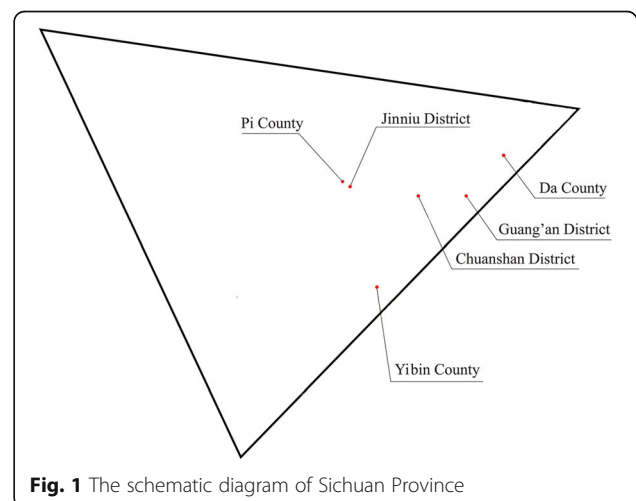 Jinniu District
Pi County
Da County
Guang'an District
Chuanshan District
Yibin County
Fig. 1 The schematic diagram of Sichuan Province